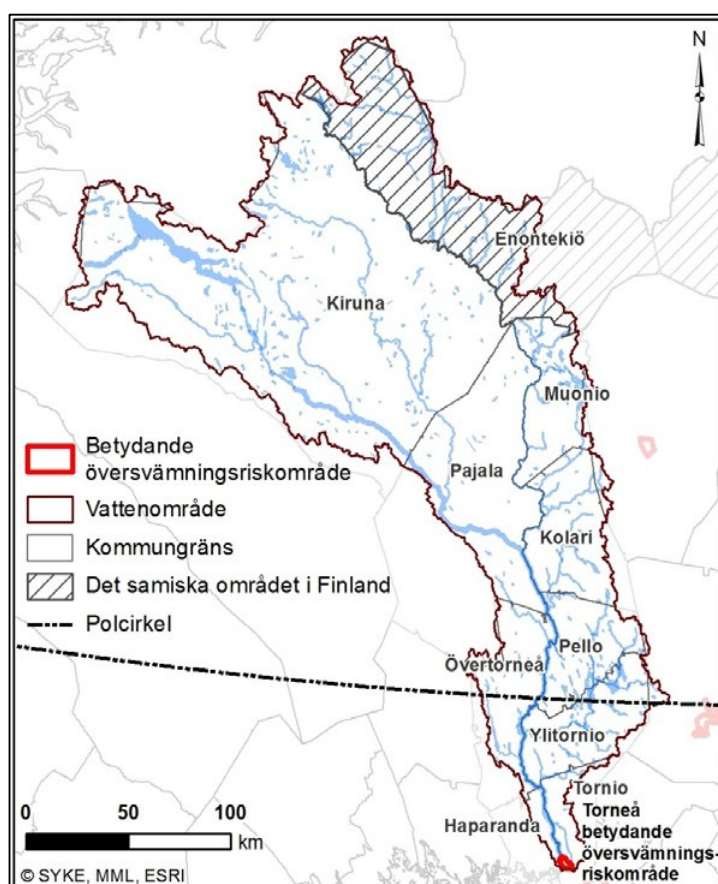 N
Enontekiö
Kiruna
Muonio
Betydande
översvämningsriskområde
Pajala
Vattenområde
Kolari
Kommungräns
Det samiska området i Finland
Polcirkel
Pello
Övertorneå
Ylitornio
Tornio
0 50 100
km
Haparanda
Torneå
betydande
översvämnings-
riskområde
© SYKE, MML, ESRI